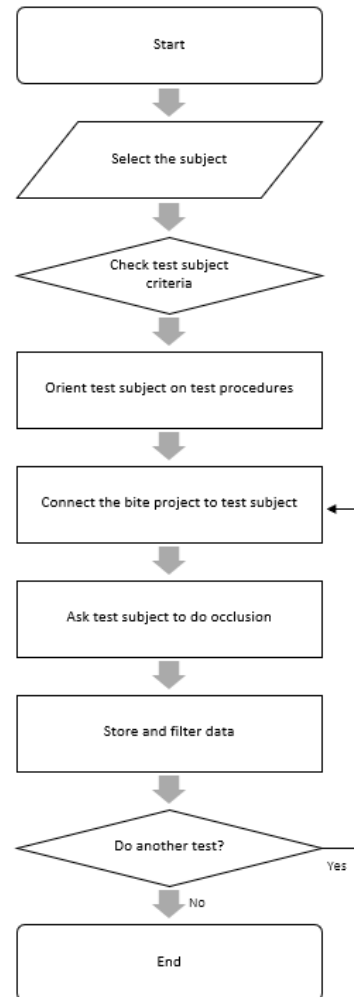 Start
Select the subject
Check test subject
criteria
Orient test subject on test procedures
Connect the bite project to test subject
Ask test subject to do occlusion
Store and filter data
Do another test?
Yes
No
End